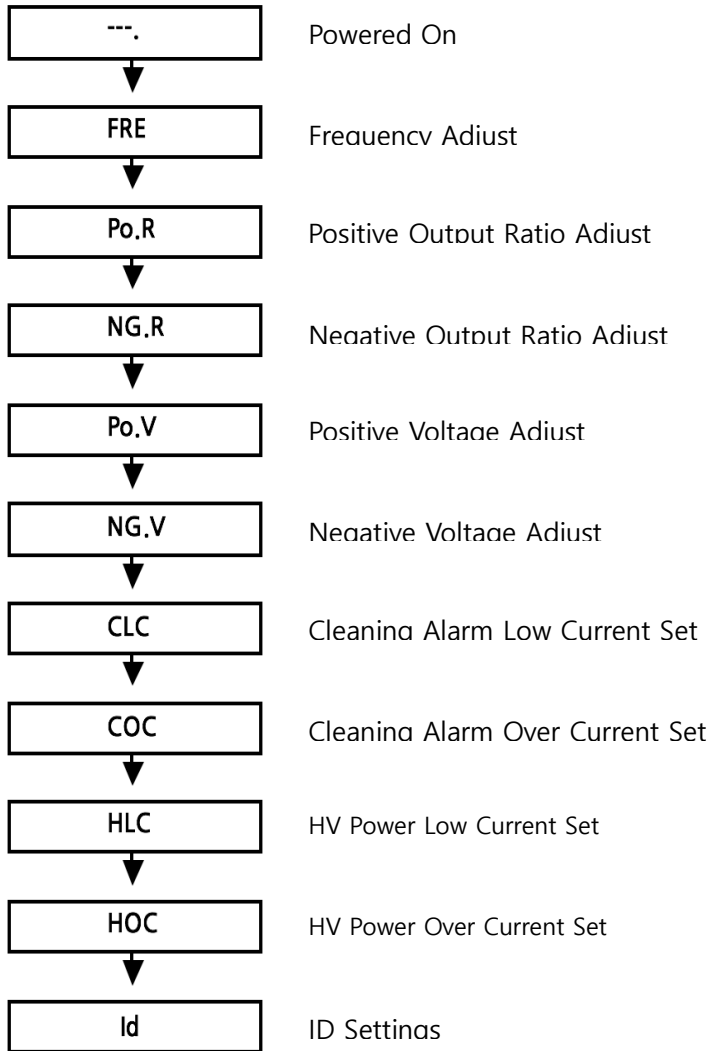 ---. Powered On
FRE Frequency Adjust
Po.R Positive Output Ratio Adjust
NG.R Negative Output Ratio Adjust
Po.V Positive Voltage Adjust
NG.V Negative Voltage Adjust
CLC Cleaning Alarm Low Current Set
COC Cleaning Alarm Over Current Set
HLC HV Power Low Current Set
HOC HV Power Over Current Set
Id ID Settings